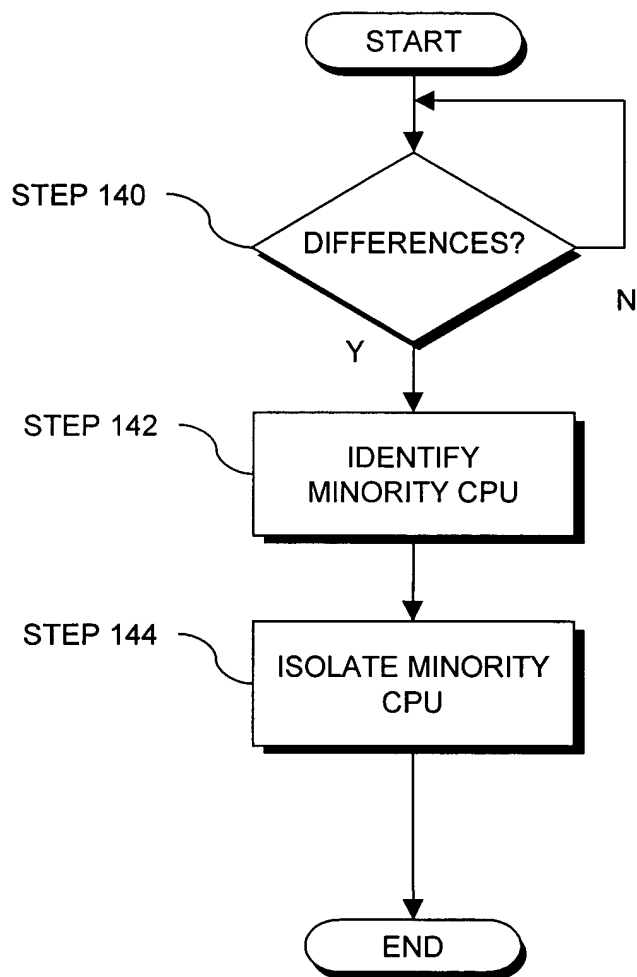 START
STEP 140
DIFFERENCES?
N
Y
STEP 142
IDENTIFY
MINORITY CPU
STEP 144
ISOLATE MINORITY
CPU
END